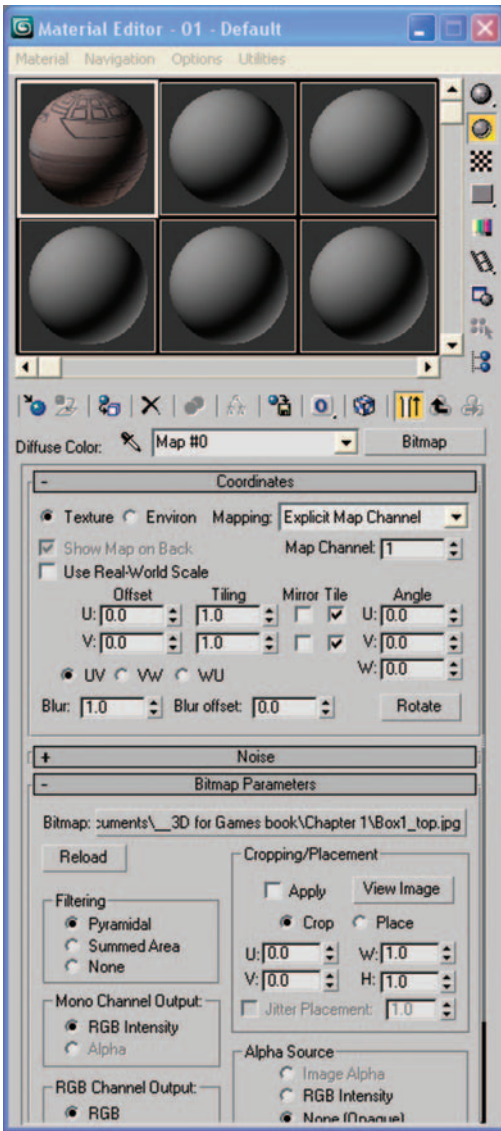 Material Editor - 01 - Default
Material Navigation Options Utilities
Diffuse Color: Map #0 Bitmap
- Coordinates
Texture Environ Mapping: Explicit Map Channel
Show Map on Back Map Channel: 1
Use Real-World Scale
Offset Tiling Mirror Tile Angle
U: 0.0 1.0 U: 0.0
V: 0.0 1.0 V: 0.0
W: 0.0
UV VW WU
Blur: 1.0 Blur offset: 0.0 Rotate
+ Noise
- Bitmap Parameters
Bitmap: :uments\__3D for Games book\Chapter 1\Box1_top.jpg
Reload
Cropping/Placement
Apply View Image
Crop Place
U: 0.0 W: 1.0
V: 0.0 H: 1.0
Jitter Placement: 1.0
Filtering
Pyramidal
Summed Area
None
Mono Channel Output:
RGB Intensity
Alpha
Alpha Source
Image Alpha
RGB Intensity
None (Opaque)
RGB Channel Output:
RGB